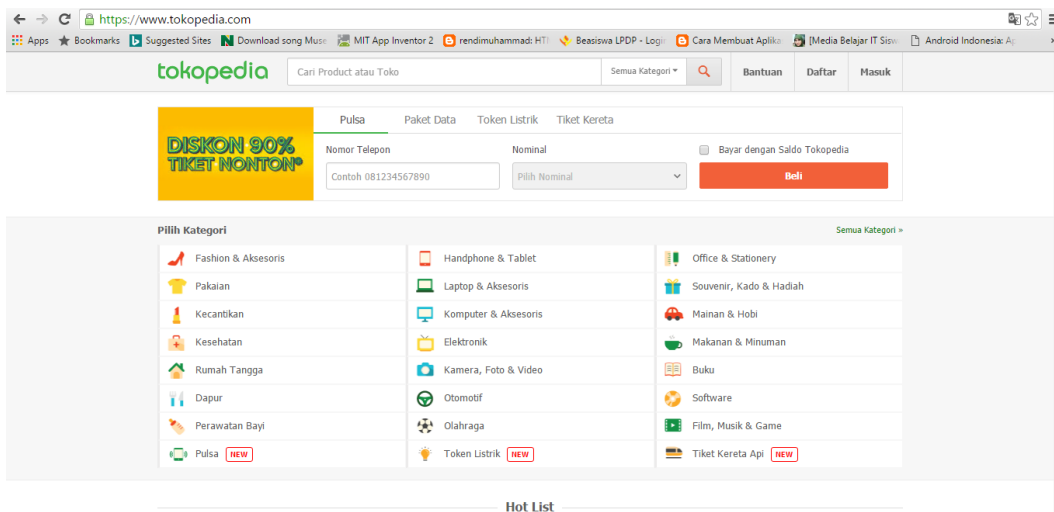 https://www.tokopedia.com
Apps Bookmarks Suggested Sites Download song Muse MIT App Inventor 2 rendimuhammad: HT Beasiswa LPDP - Logi Cara Membuat Aplika [Media Belajar IT Sisw Android Indonesia: A
tokopedia Cari Product atau Toko Semua Kategori Bantuan Daftar Masuk
DISKON 90%
TIKET NONTON*
Pulsa Paket Data Token Listrik Tiket Kereta
Nomor Telepon Nominal Bayar dengan Saldo Tokopedia
Contoh 081234567890 Pilih Nominal Beli
Pilih Kategori Semua Kategori »
Fashion & Aksesoris Handphone & Tablet Office & Stationery
Pakaian Laptop & Aksesoris Souvenir, Kado & Hadiah
Kecantikan Komputer & Aksesoris Mainan & Hobi
Kesehatan Elektronik Makanan & Minuman
Rumah Tangga Kamera, Foto & Video Buku
Dapur Otomotif Software
Perawatan Bayi Olahraga Film, Musik & Game
Pulsa NEW Token Listrik NEW Tiket Kereta Api NEW
Hot List